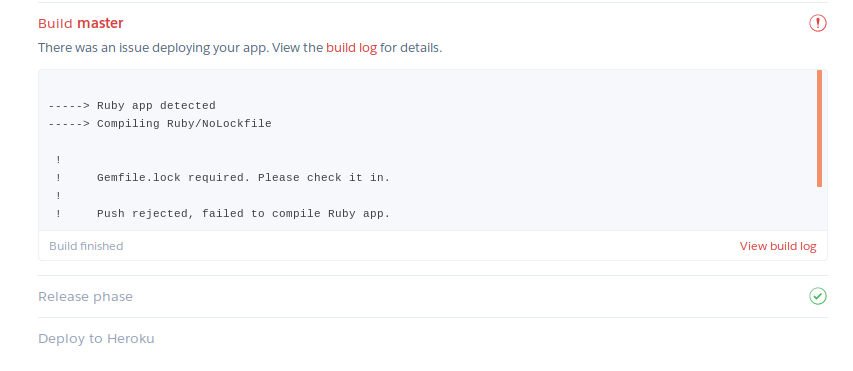 Build master
There was an issue deploying your app. View the build log for details.
-----> Ruby app detected
-----> Compiling Ruby/NoLockfile
!
!     Gemfile.lock required. Please check it in.
!
!     Push rejected, failed to compile Ruby app.
Build finished
View build log
Release phase
Deploy to Heroku